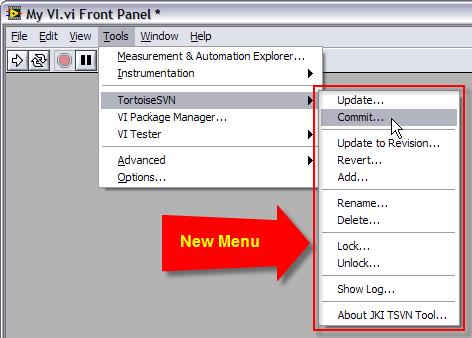 My VI.vi Front Panel *
File Edit View Tools Window Help
Measurement & Automation Explorer...
Instrumentation
TortoiseSVN
VI Package Manager...
VI Tester
Advanced
Options...
Update...
Commit...
Update to Revision...
Revert...
Add...
Rename...
Delete...
Lock...
Unlock...
Show Log...
About JKI TSVN Tool...
New Menu